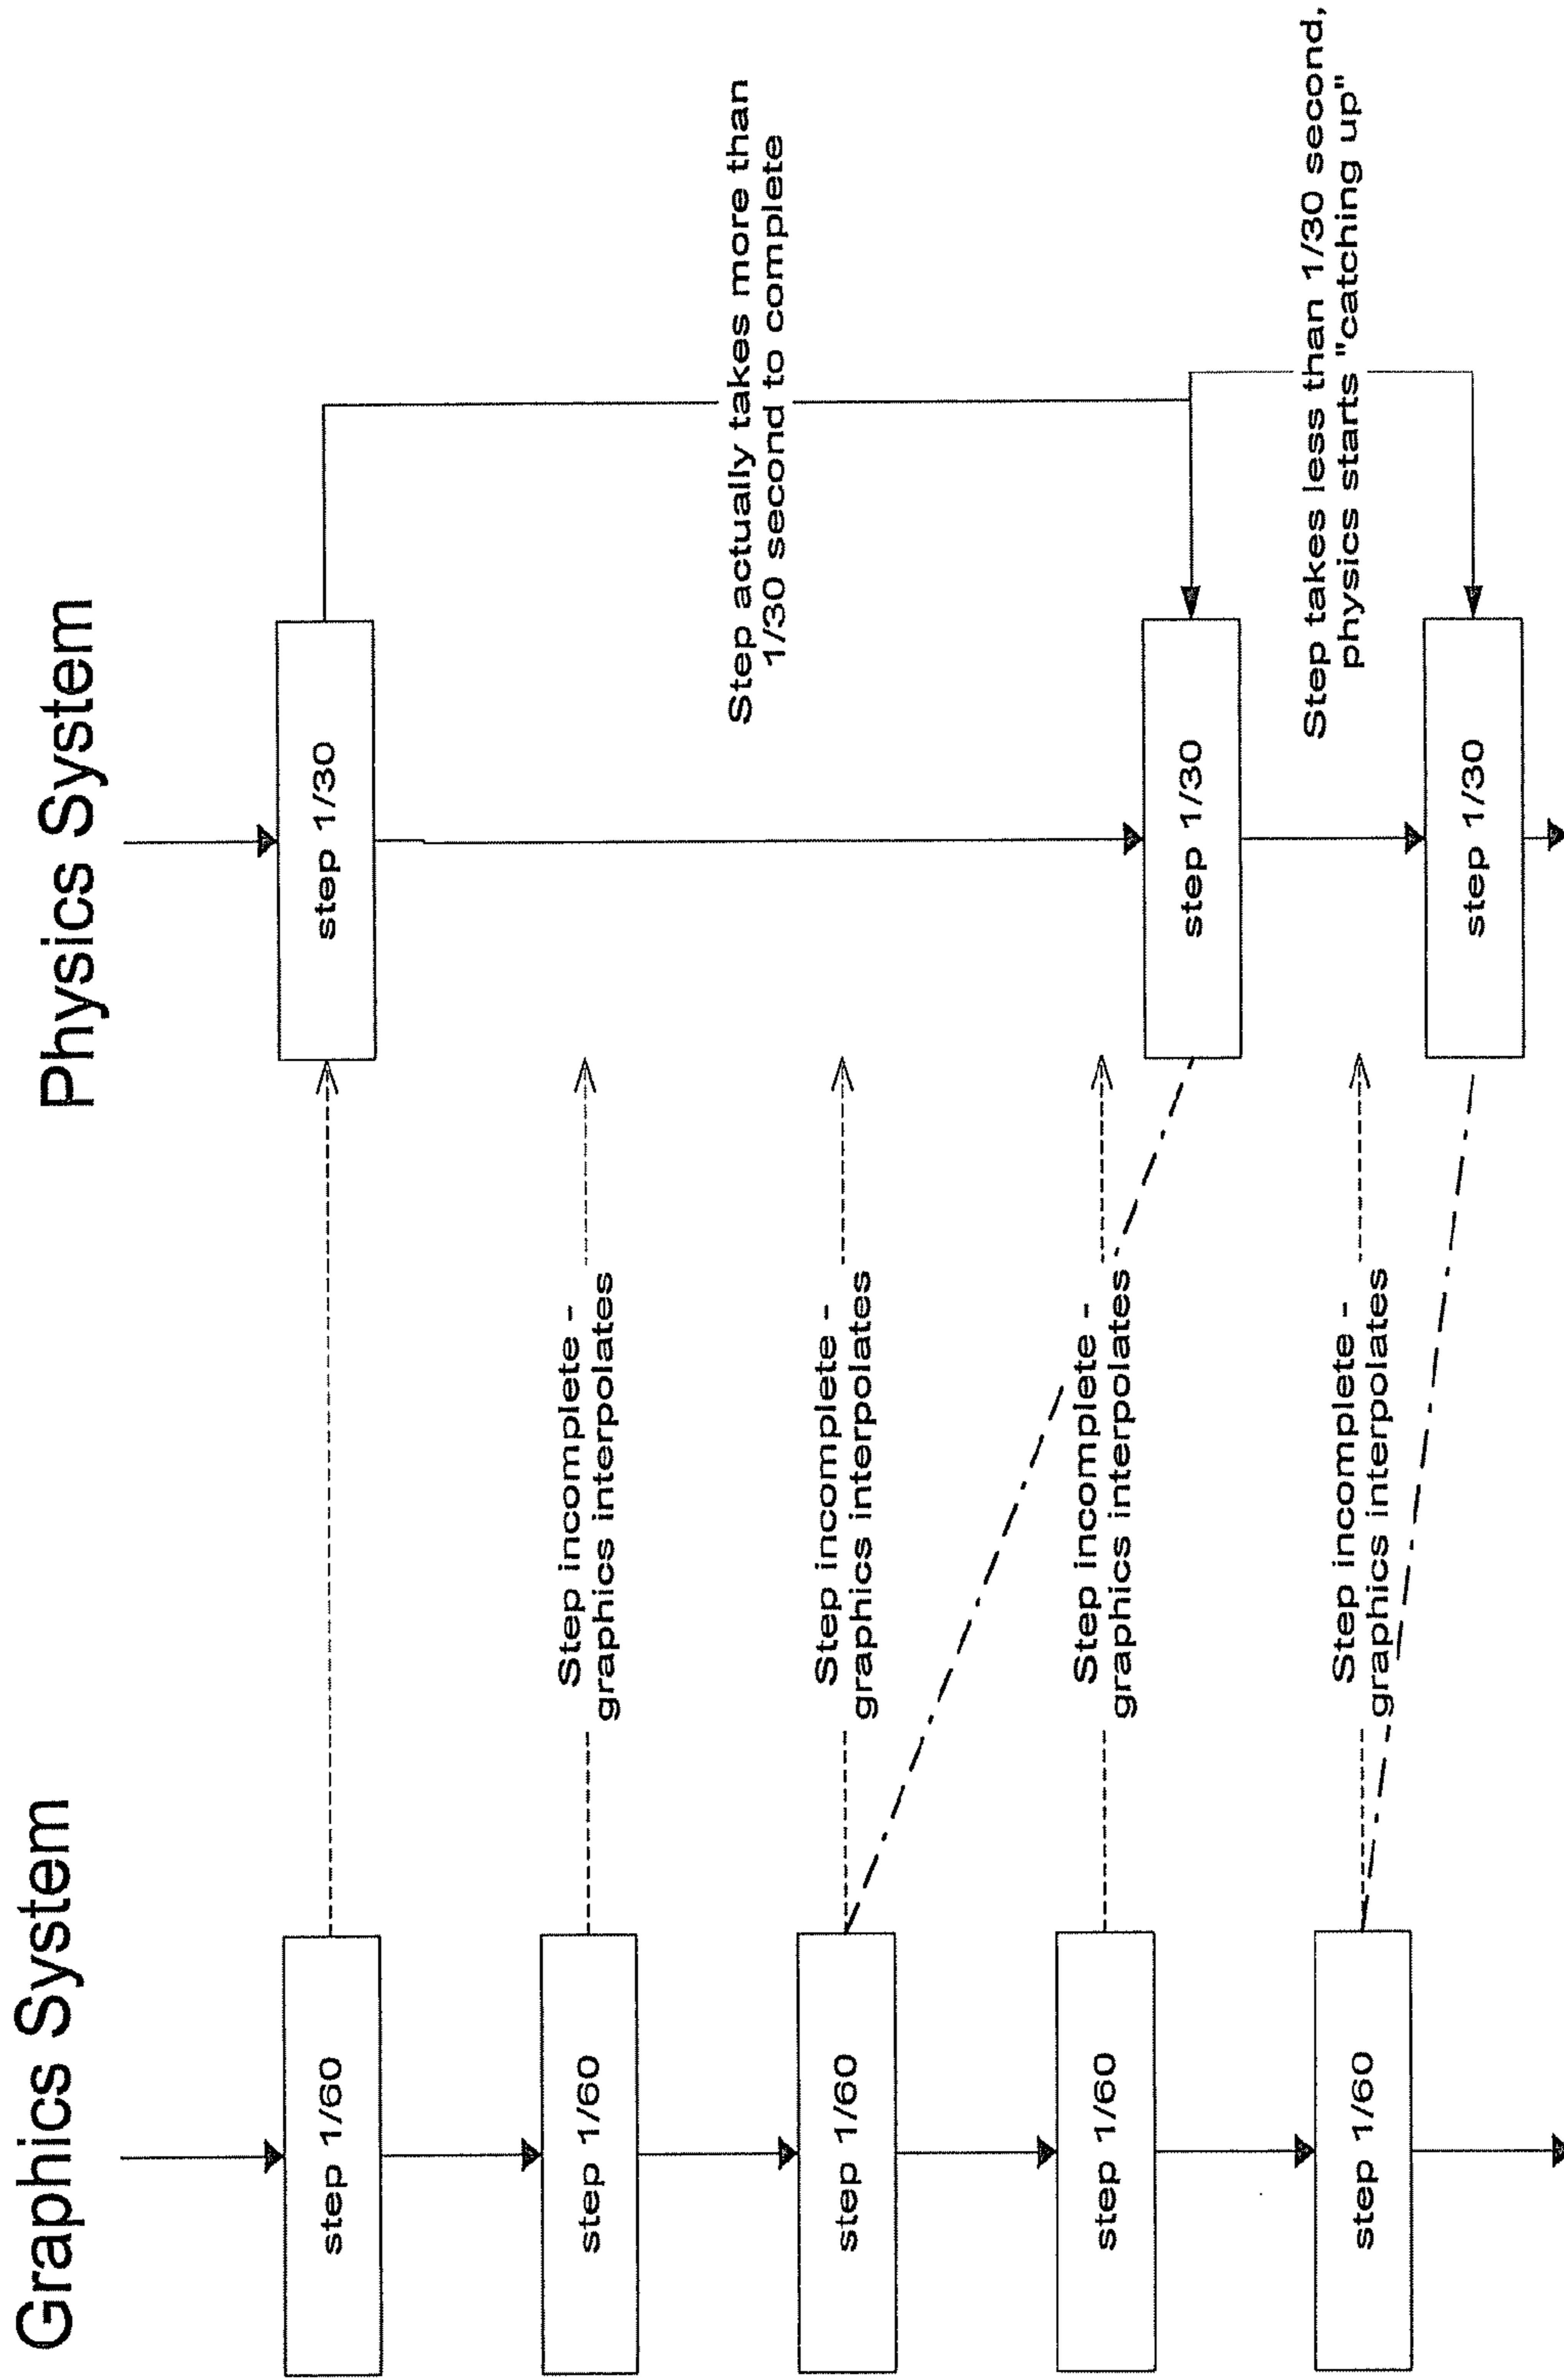 Graphics System
Physics System
step 1/60
step 1/30
step 1/60
Step incomplete -
graphics interpolates
step 1/60
Step incomplete -
graphics interpolates
Step actually takes more than
1/30 second to complete
step 1/60
Step incomplete -
graphics interpolates
step 1/30
step 1/60
Step incomplete -
graphics interpolates
Step takes less than 1/30 second,
physics starts "catching up"
step 1/30